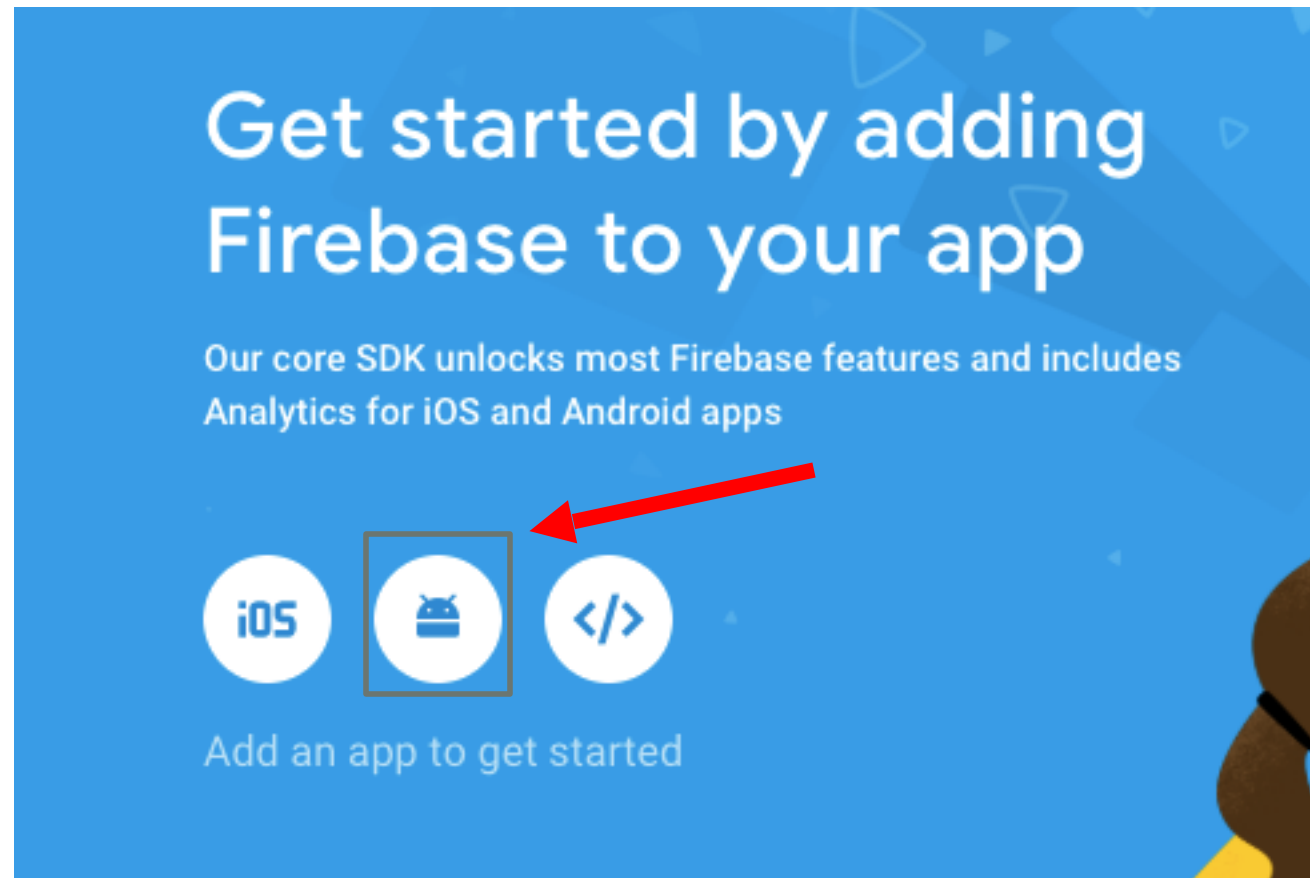 Get started by adding
Firebase to your app
Our core SDK unlocks most Firebase features and includes
Analytics for iOS and Android apps
iOS </>
Add an app to get started